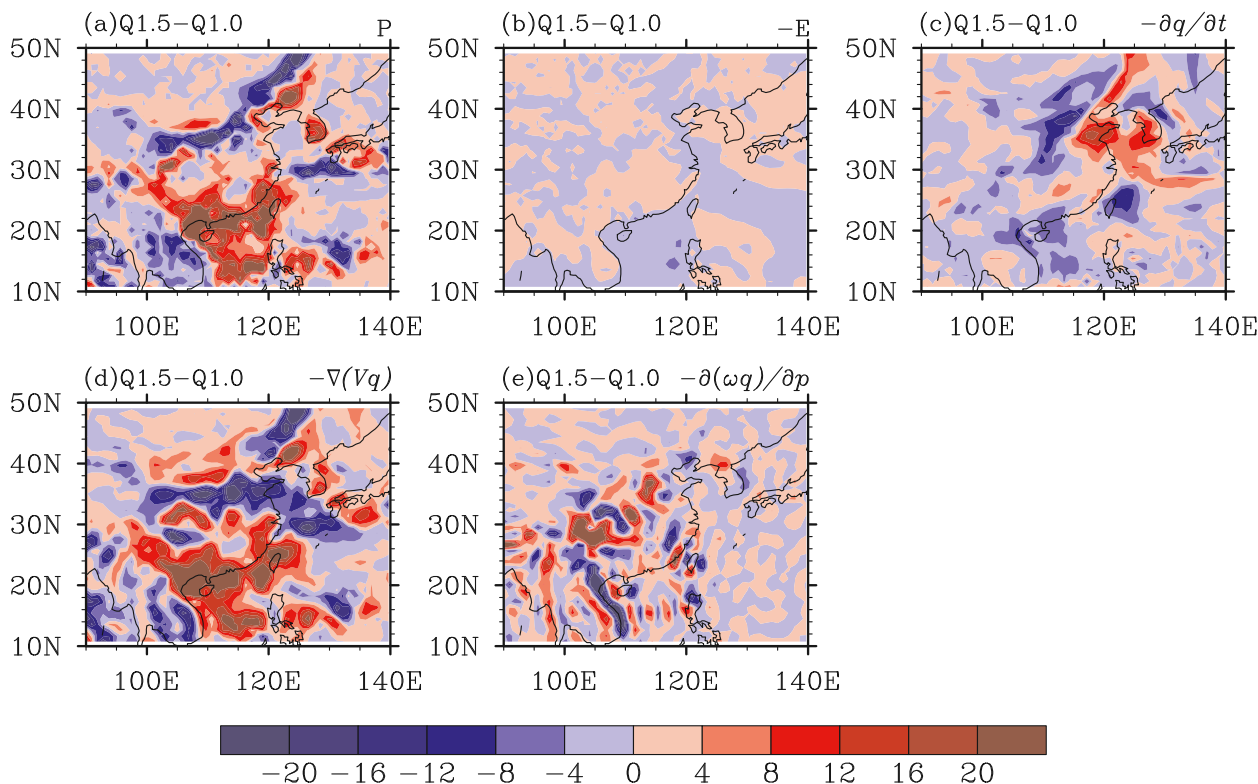 (a)Q1.5−Q1.0 P
(b)Q1.5−Q1.0 −E
(c)Q1.5−Q1.0 −∂q/∂t
50N
40N
30N
20N
10N
100E 120E 140E
50N
40N
30N
20N
10N
100E 120E 140E
50N
40N
30N
20N
10N
100E 120E 140E
(d)Q1.5−Q1.0 −∇(Vq)
(e)Q1.5−Q1.0 −∂(ωq)/∂p
50N
40N
30N
20N
10N
100E 120E 140E
50N
40N
30N
20N
10N
100E 120E 140E
−20 −16 −12 −8 −4 0 4 8 12 16 20